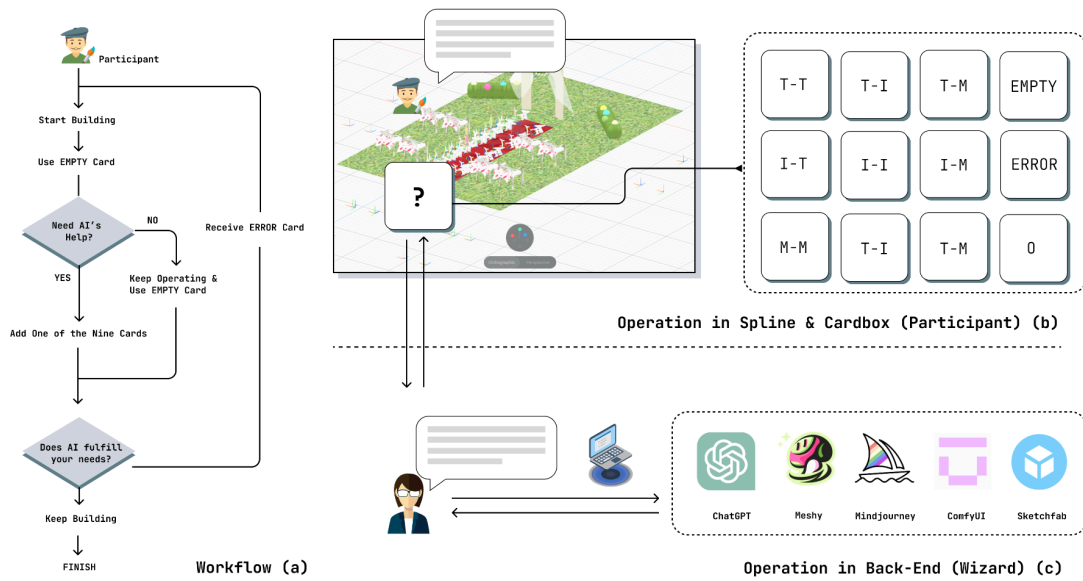 Participant
Start Building
Use EMPTY Card
Need AI's
Help?
NO
YES
Receive ERROR Card
Keep Operating &
Use EMPTY Card
Add One of the Nine Cards
Does AI fulfill
your needs?
Keep Building
FINISH
Workflow (a)
?
T-T
T-I
T-M
EMPTY
I-T
I-I
I-M
ERROR
M-M
T-I
T-M
O
Operation in Spline & Cardbox (Participant) (b)
ChatGPT
Meshy
Mindjourney
ComfyUI
Sketchfab
Operation in Back-End (Wizard) (c)